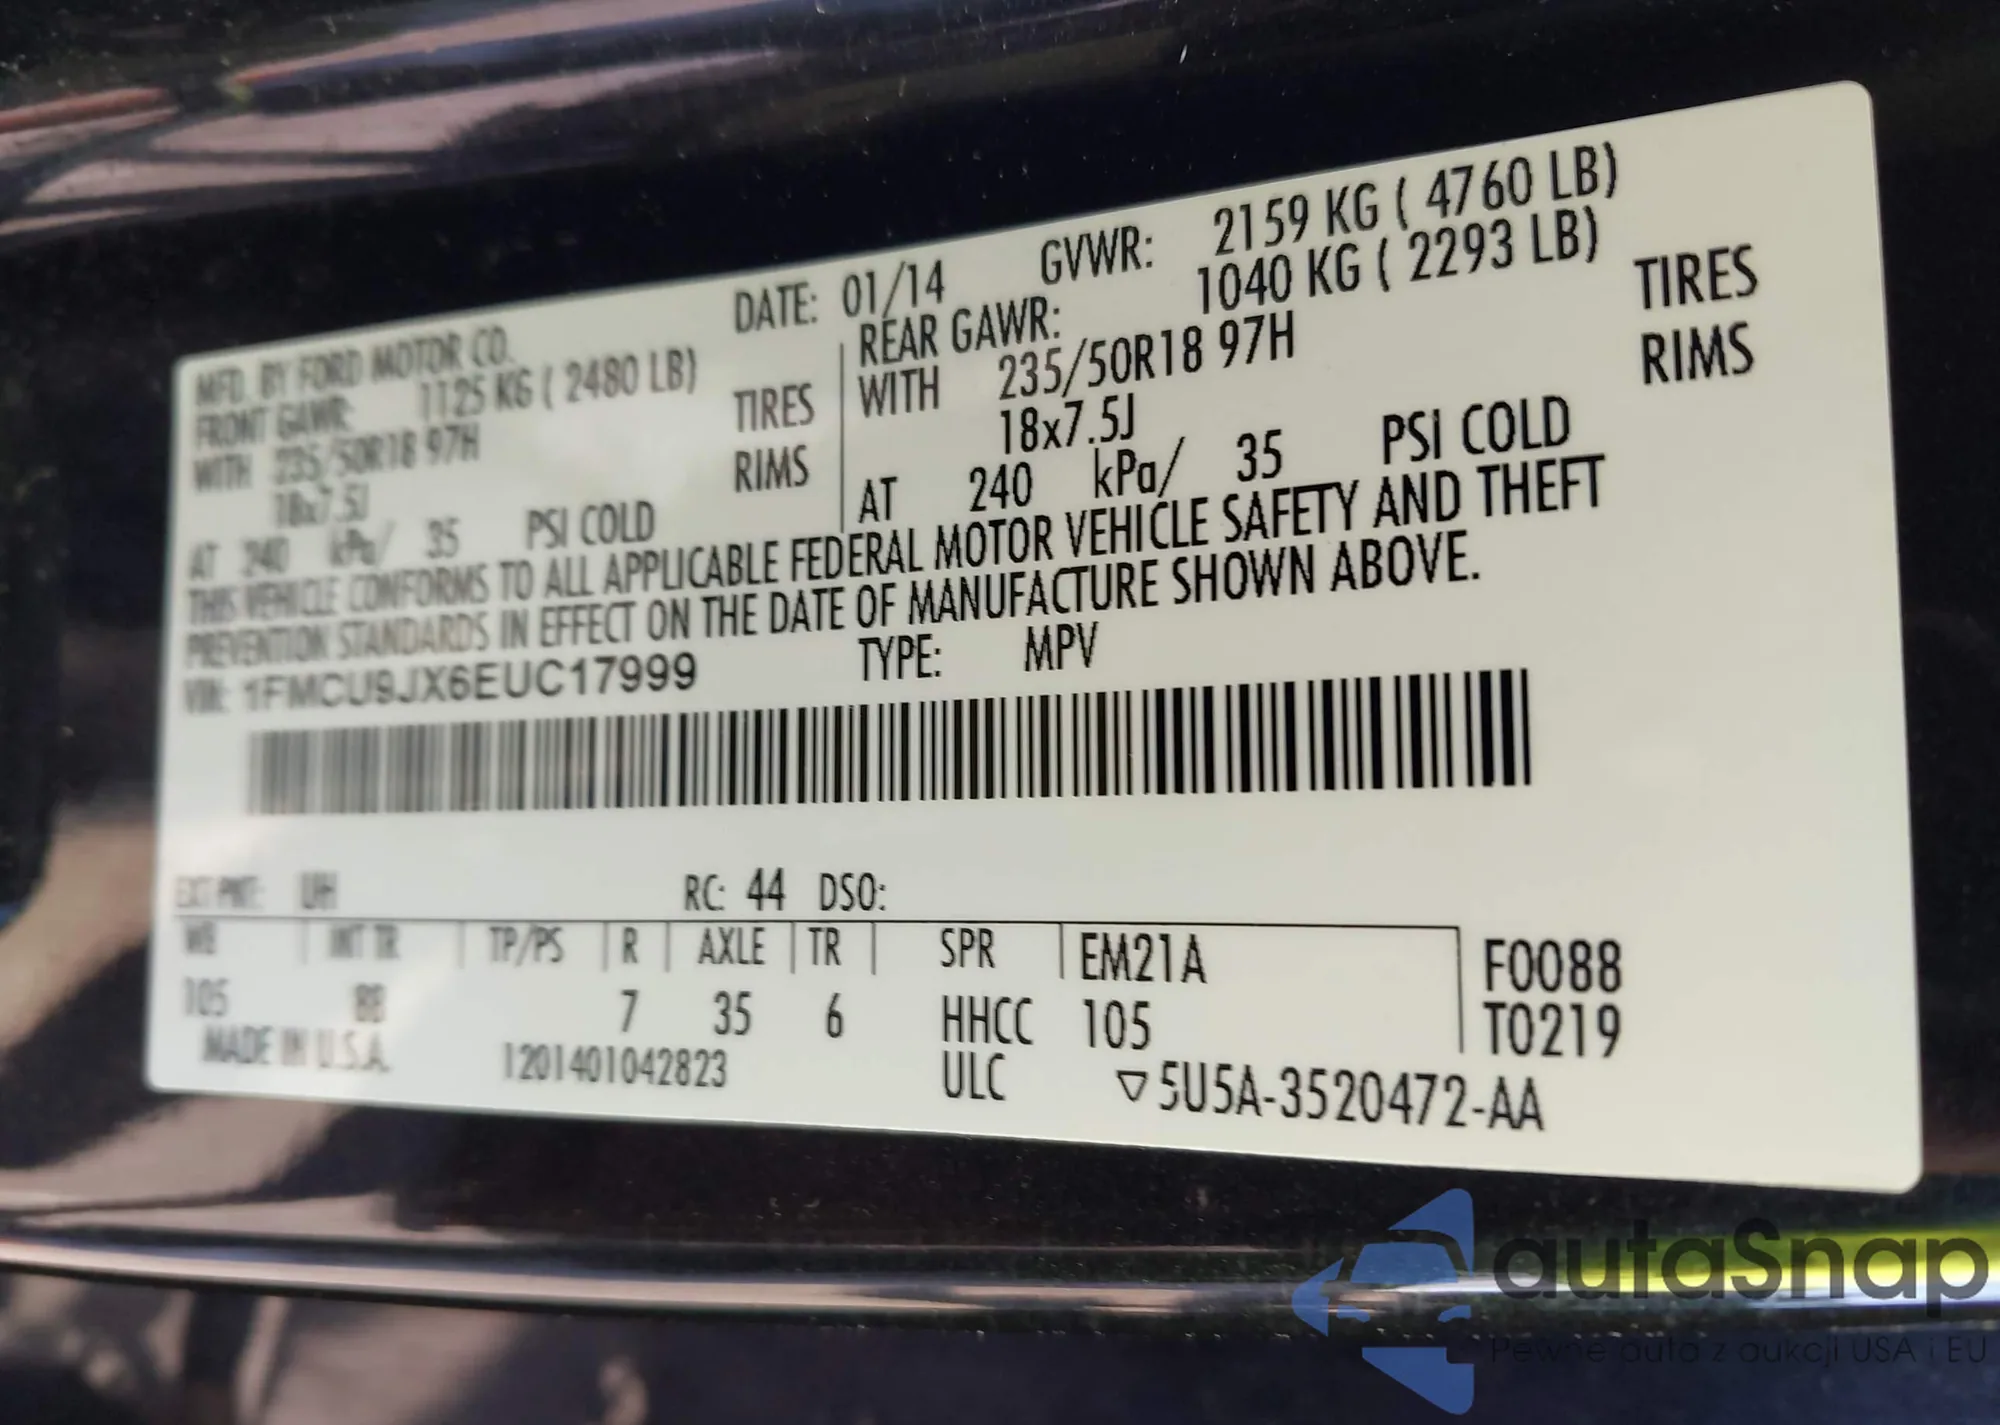 MFD. BY FORD MOTOR CO. DATE: 01/14 GVWR: 2159 KG ( 4760 LB)
FRONT GAWR: 1125 KG ( 2480 LB) REAR GAWR: 1040 KG ( 2293 LB)
WITH 235/50R18 97H TIRES WITH 235/50R18 97H TIRES
18x7.5J RIMS 18x7.5J RIMS
AT 240 kPa/ 35 PSI COLD AT 240 kPa/ 35 PSI COLD
THIS VEHICLE CONFORMS TO ALL APPLICABLE FEDERAL MOTOR VEHICLE SAFETY AND THEFT
PREVENTION STANDARDS IN EFFECT ON THE DATE OF MANUFACTURE SHOWN ABOVE.
VIN: 1FMCU9JX6EUC17999 TYPE: MPV
EXT PNT: UH RC: 44 DSO:
WB INT TR TP/PS R AXLE TR SPR EM21A F0088
105 88 7 35 6 HHCC 105 T0219
MADE IN U.S.A. 1201401042823 ULC ▽5U5A-3520472-AA
autaSnap
Pewne auta z aukcji USA i EU